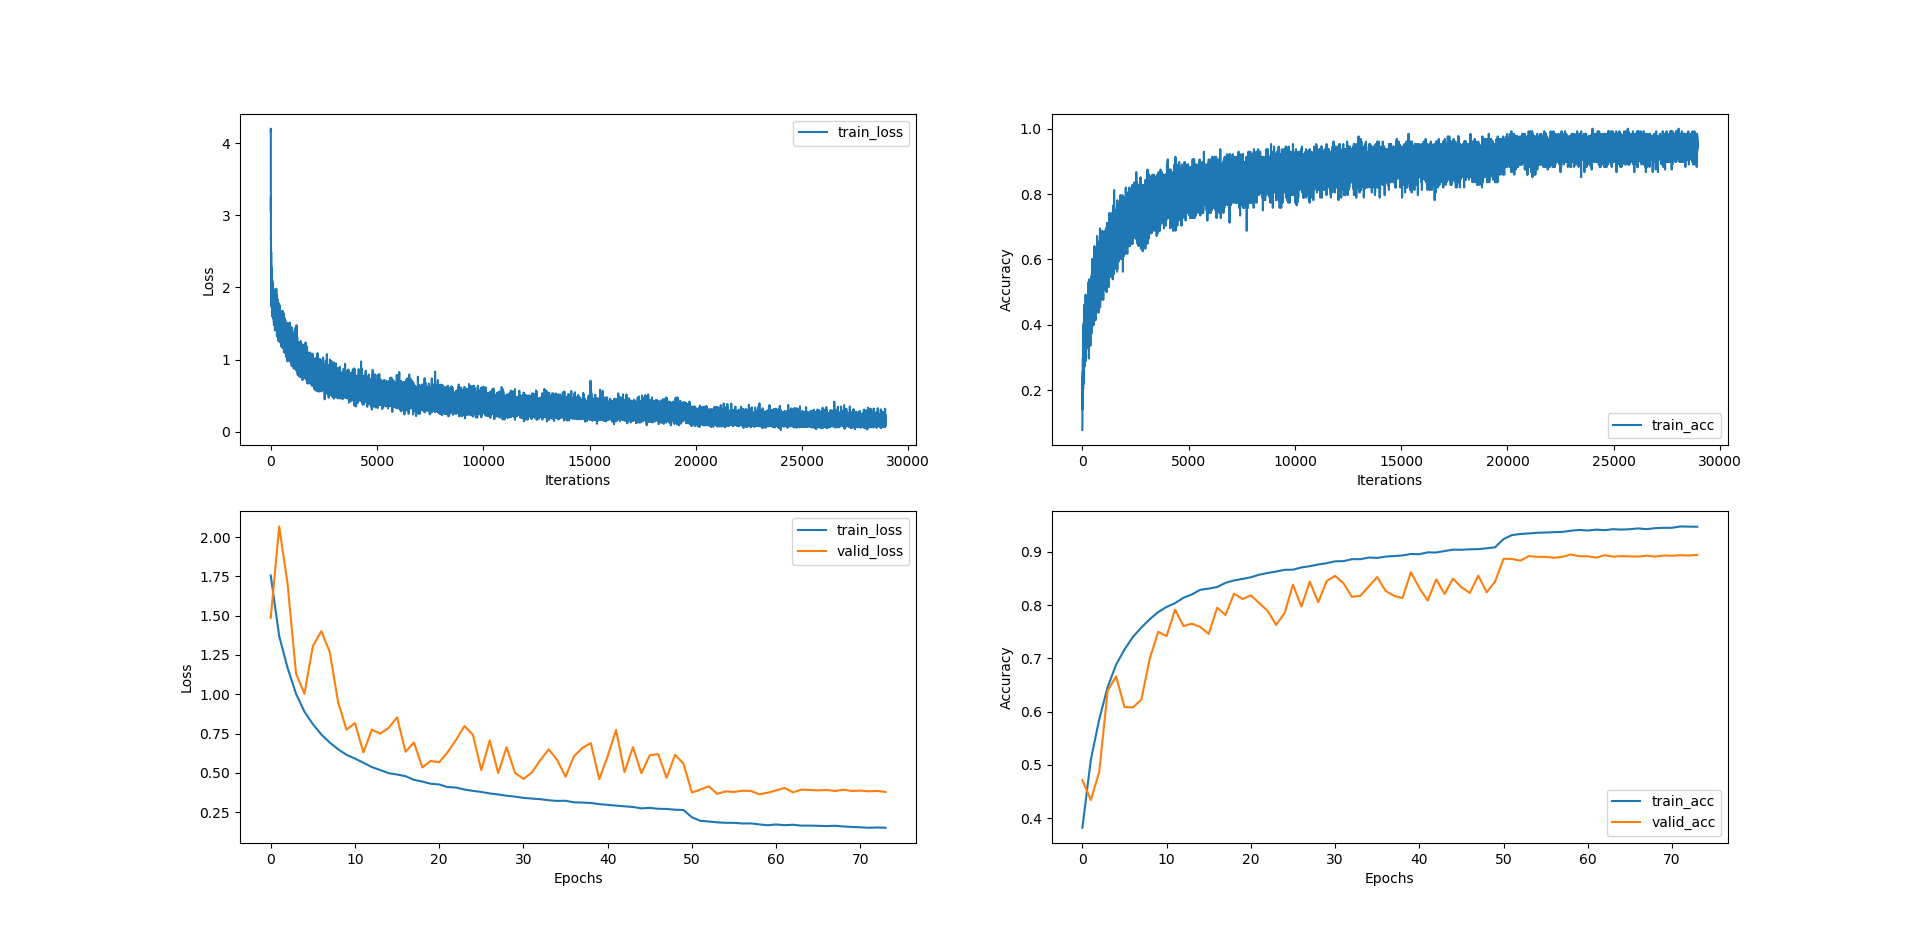 train_loss
4
3
2
1
0
Loss
0 5000 10000 15000 20000 25000 30000
Iterations
1.0
0.8
0.6
0.4
0.2
Accuracy
train_acc
0 5000 10000 15000 20000 25000 30000
Iterations
train_loss
valid_loss
2.00
1.75
1.50
1.25
1.00
0.75
0.50
0.25
Loss
0 10 20 30 40 50 60 70
Epochs
0.9
0.8
0.7
0.6
0.5
0.4
Accuracy
train_acc
valid_acc
0 10 20 30 40 50 60 70
Epochs